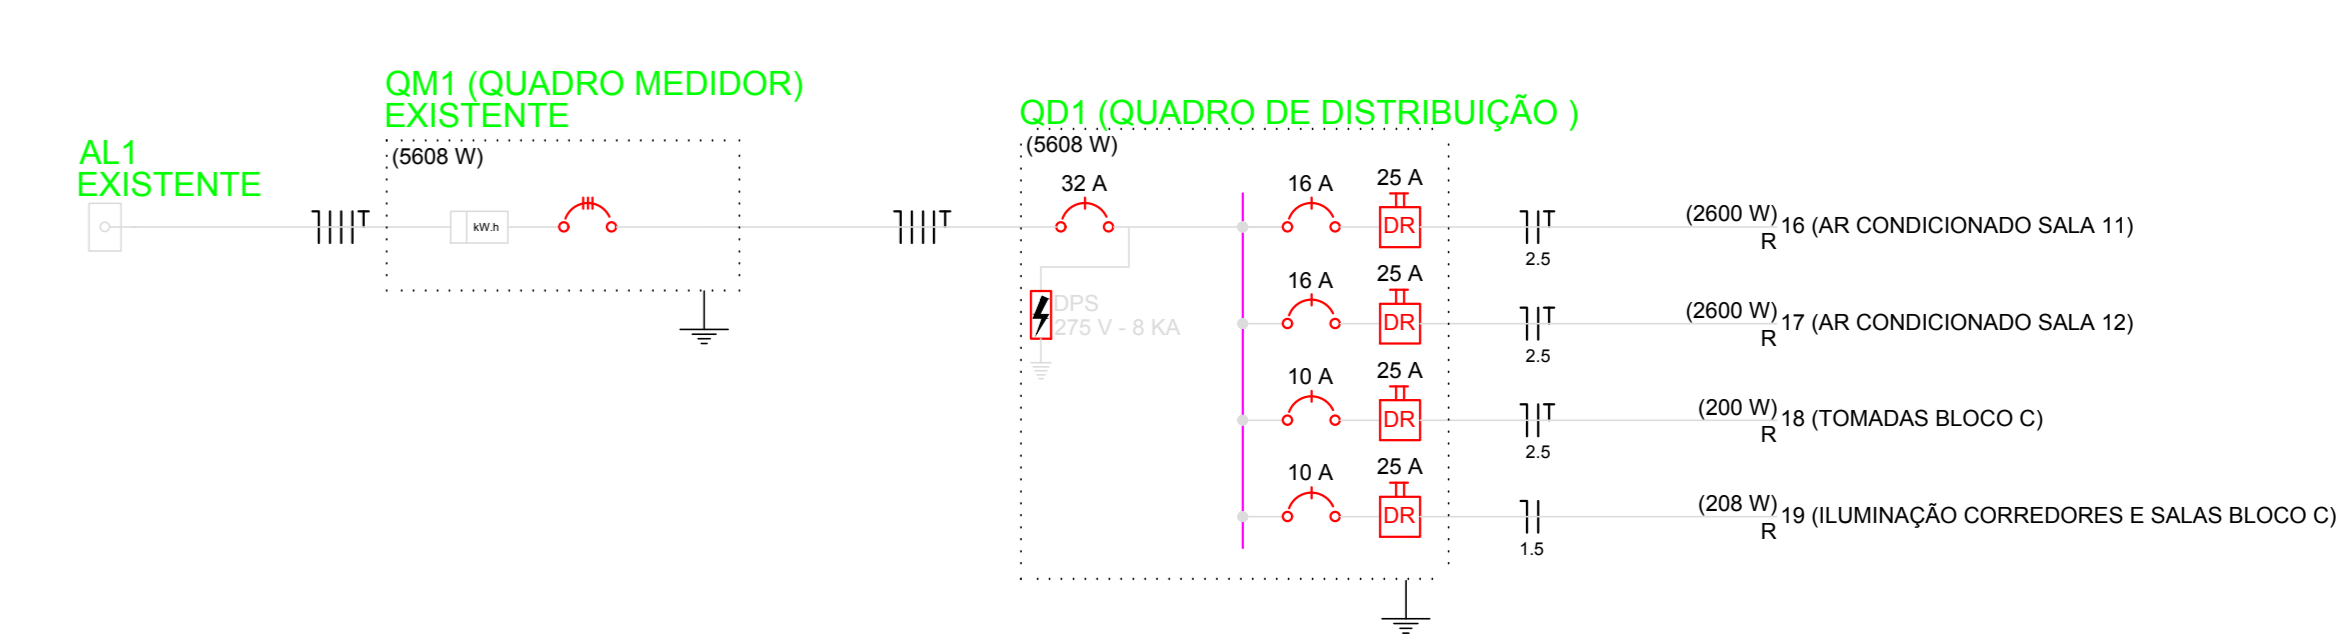 QM1 (QUADRO MEDIDOR)
EXISTENTE
(5608 W)
AL1
EXISTENTE
kW.h
QD1 (QUADRO DE DISTRIBUIÇÃO )
(5608 W)
32 A
DPS
275 V - 8 KA
16 A
25 A
DR
2.5
(2600 W)
R
16 (AR CONDICIONADO SALA 11)
16 A
25 A
DR
2.5
(2600 W)
R
17 (AR CONDICIONADO SALA 12)
10 A
25 A
DR
2.5
(200 W)
R
18 (TOMADAS BLOCO C)
10 A
25 A
DR
1.5
(208 W)
R
19 (ILUMINAÇÃO CORREDORES E SALAS BLOCO C)